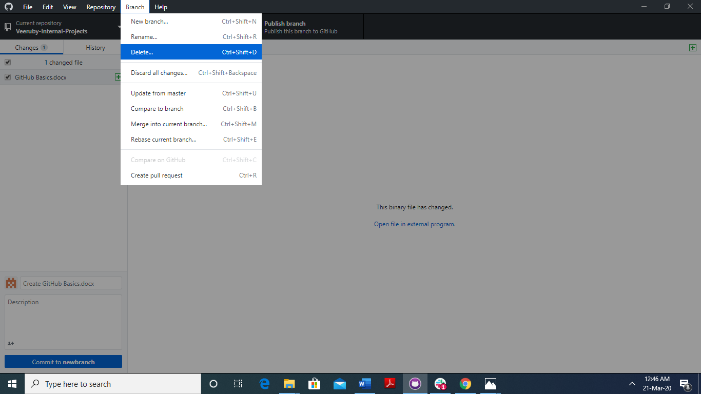 File Edit View Repository Branch Help
Current repository
Veesuby-Internal-Projects
Publish branch
Publish this branch to GitHub
Changes 1 History
1 changed file
GitHub Basics.docx
New branch... Ctrl+Shift+N
Rename... Ctrl+Shift+R
Delete... Ctrl+Shift+D
Discard all changes... Ctrl+Shift+Backspace
Update from master Ctrl+Shift+U
Compare to branch Ctrl+Shift+B
Merge into current branch... Ctrl+Shift+M
Rebase current branch... Ctrl+Shift+E
Compare on GitHub Ctrl+Shift+C
Create pull request Ctrl+R
This binary file has changed.
Open file in external program.
Create GitHub Basics.docx
Description
Commit to newbranch
Type here to search
12:46 AM
21-Mar-20